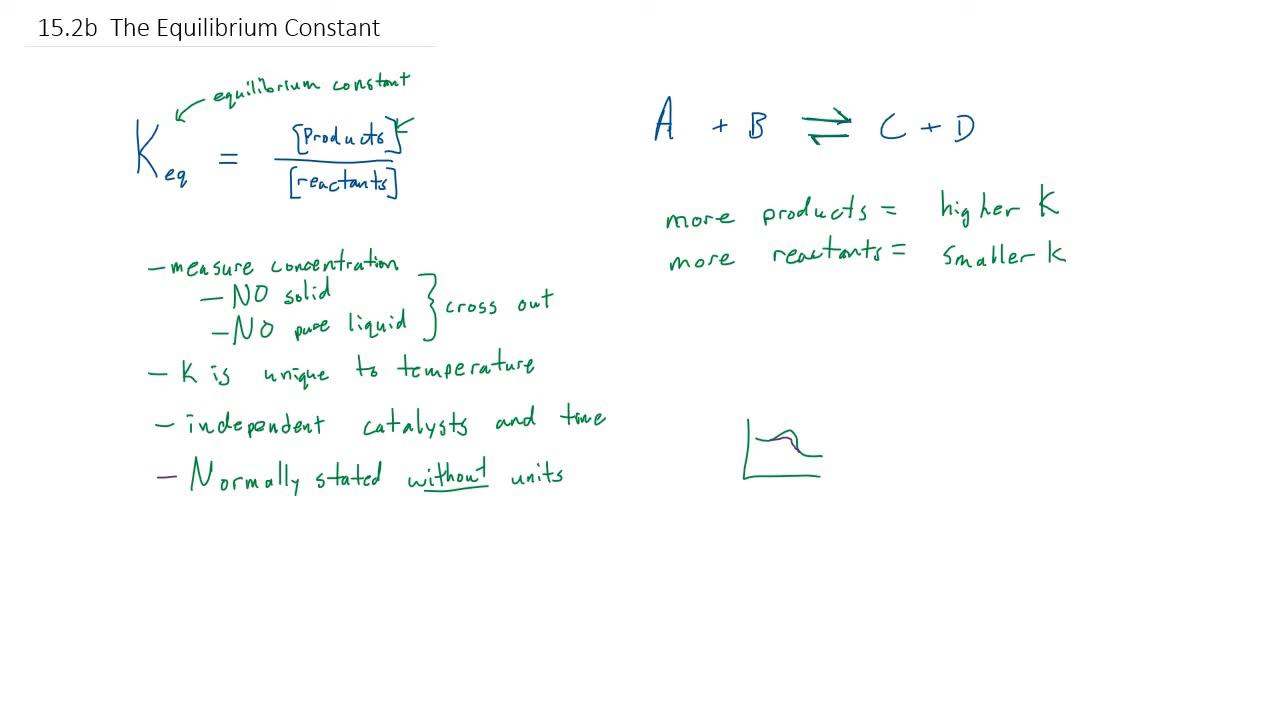 15.2b The Equilibrium Constant
equilibrium constant
Keq = [Products] / [reactants]
A + B ⇌ C + D
more products = higher K
more reactants = smaller K
- measure concentration
- NO solid
- NO pure liquid } cross out
- K is unique to temperature
- independent catalysts and time
- Normally stated without units